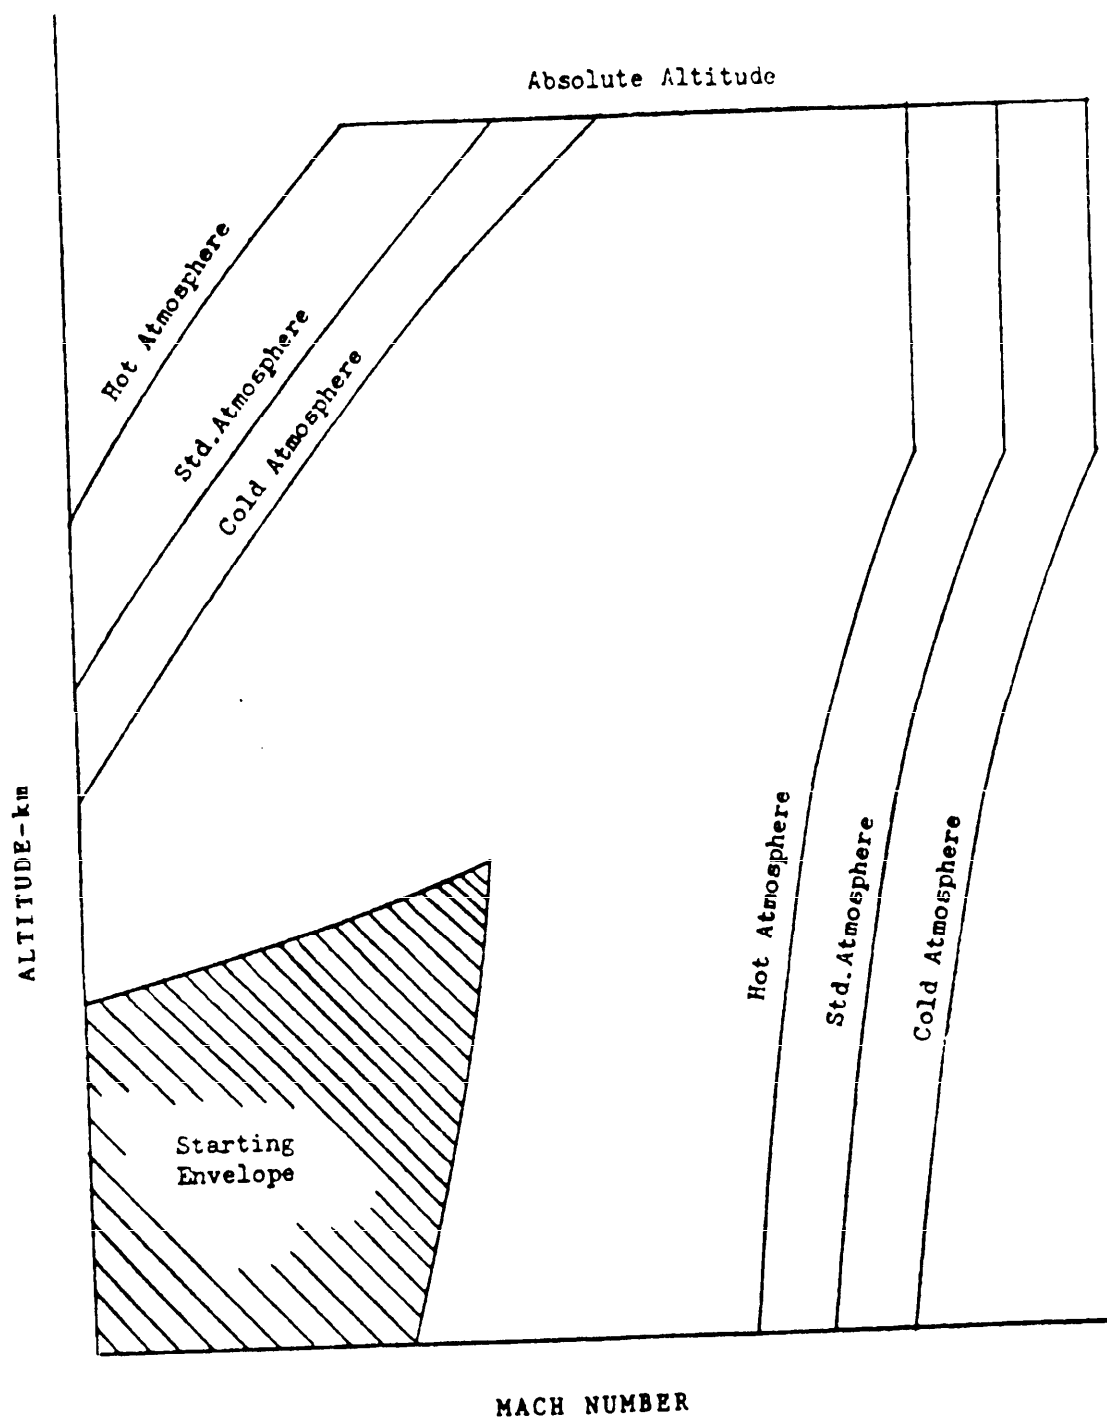 Absolute Altitude
Hot Atmosphere
Std. Atmosphere
Cold Atmosphere
Hot Atmosphere
Std. Atmosphere
Cold Atmosphere
ALTITUDE-km
Starting
Envelope
MACH NUMBER